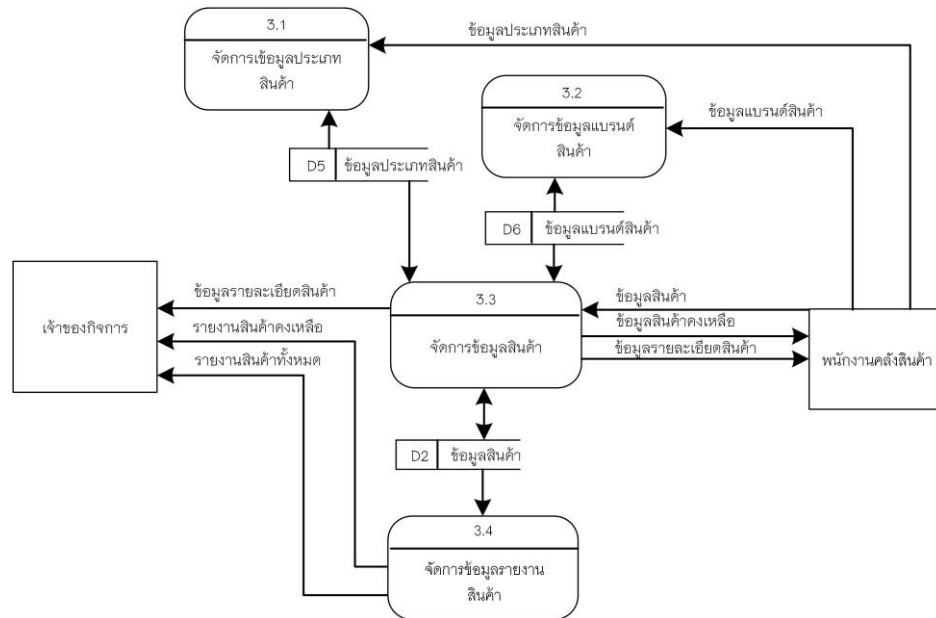 3.1
ข้อมูลประเภทสินค้า
จัดการเข้อมูลประเภท
สินค้า
3.2
ข้อมูลแบรนด์สินค้า
จัดการข้อมูลแบรนด์
สินค้า
D5 ข้อมูลประเภทสินค้า
D6 ข้อมูลแบรนด์สินค้า
เจ้าของกิจการ
ข้อมูลรายละเอียดสินค้า
รายงานสินค้าคงเหลือ
รายงานสินค้าทั้งหมด
3.3
จัดการข้อมูลสินค้า
ข้อมูลสินค้า
ข้อมูลสินค้าคงเหลือ
ข้อมูลรายละเอียดสินค้า
พนักงานคลังสินค้า
D2 ข้อมูลสินค้า
3.4
จัดการข้อมูลรายงาน
สินค้า